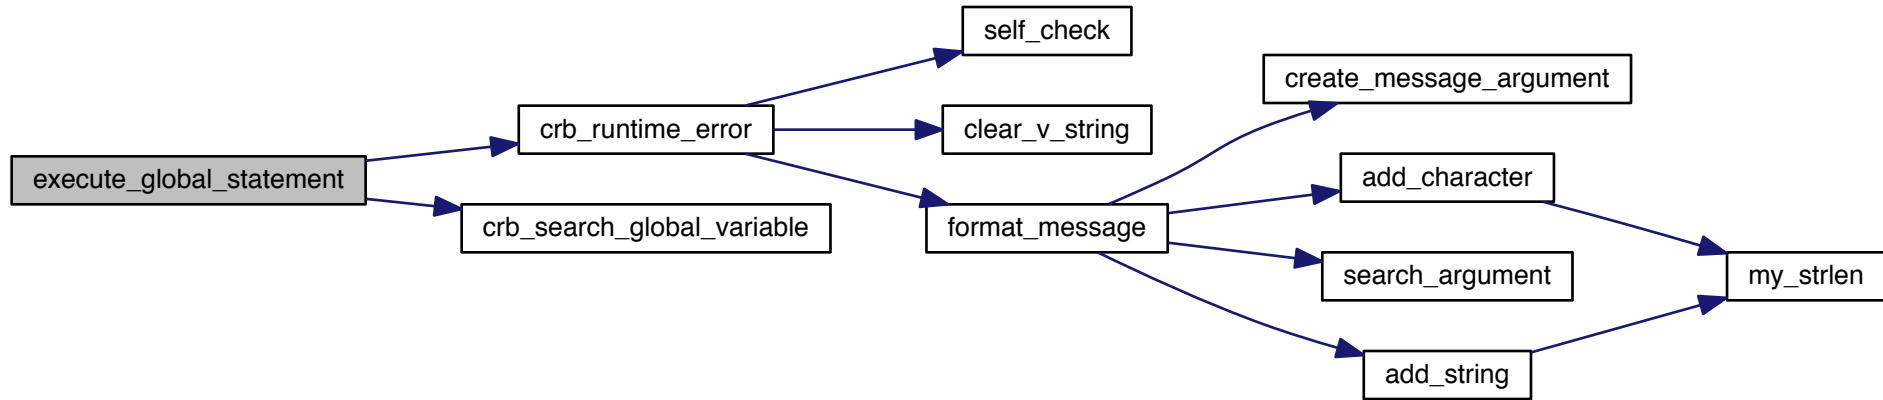 self_check
create_message_argument
crb_runtime_error
clear_v_string
execute_global_statement
add_character
crb_search_global_variable
format_message
search_argument
my_strlen
add_string